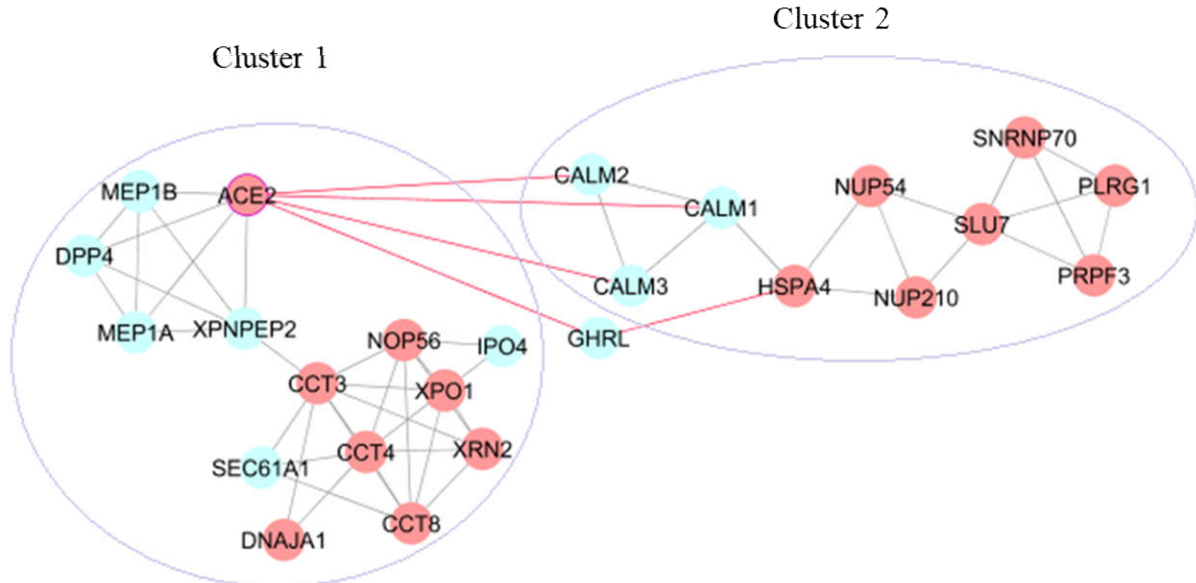 Cluster 2
Cluster 1
SNRNP70
CALM2
NUP54
PLRG1
MEP1B
ACE2
CALM1
SLU7
DPP4
CALM3
HSPA4
NUP210
PRPF3
MEP1A
XPNPEP2
GHRL
NOP56
IPO4
CCT3
XPO1
CCT4
XRN2
SEC61A1
CCT8
DNAJA1